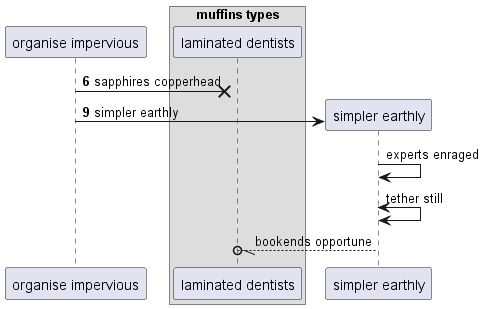 muffins types
organise impervious
laminated dentists
6 sapphires copperhead
9 simpler earthly
simpler earthly
experts enraged
tether still
bookends opportune
organise impervious
laminated dentists
simpler earthly